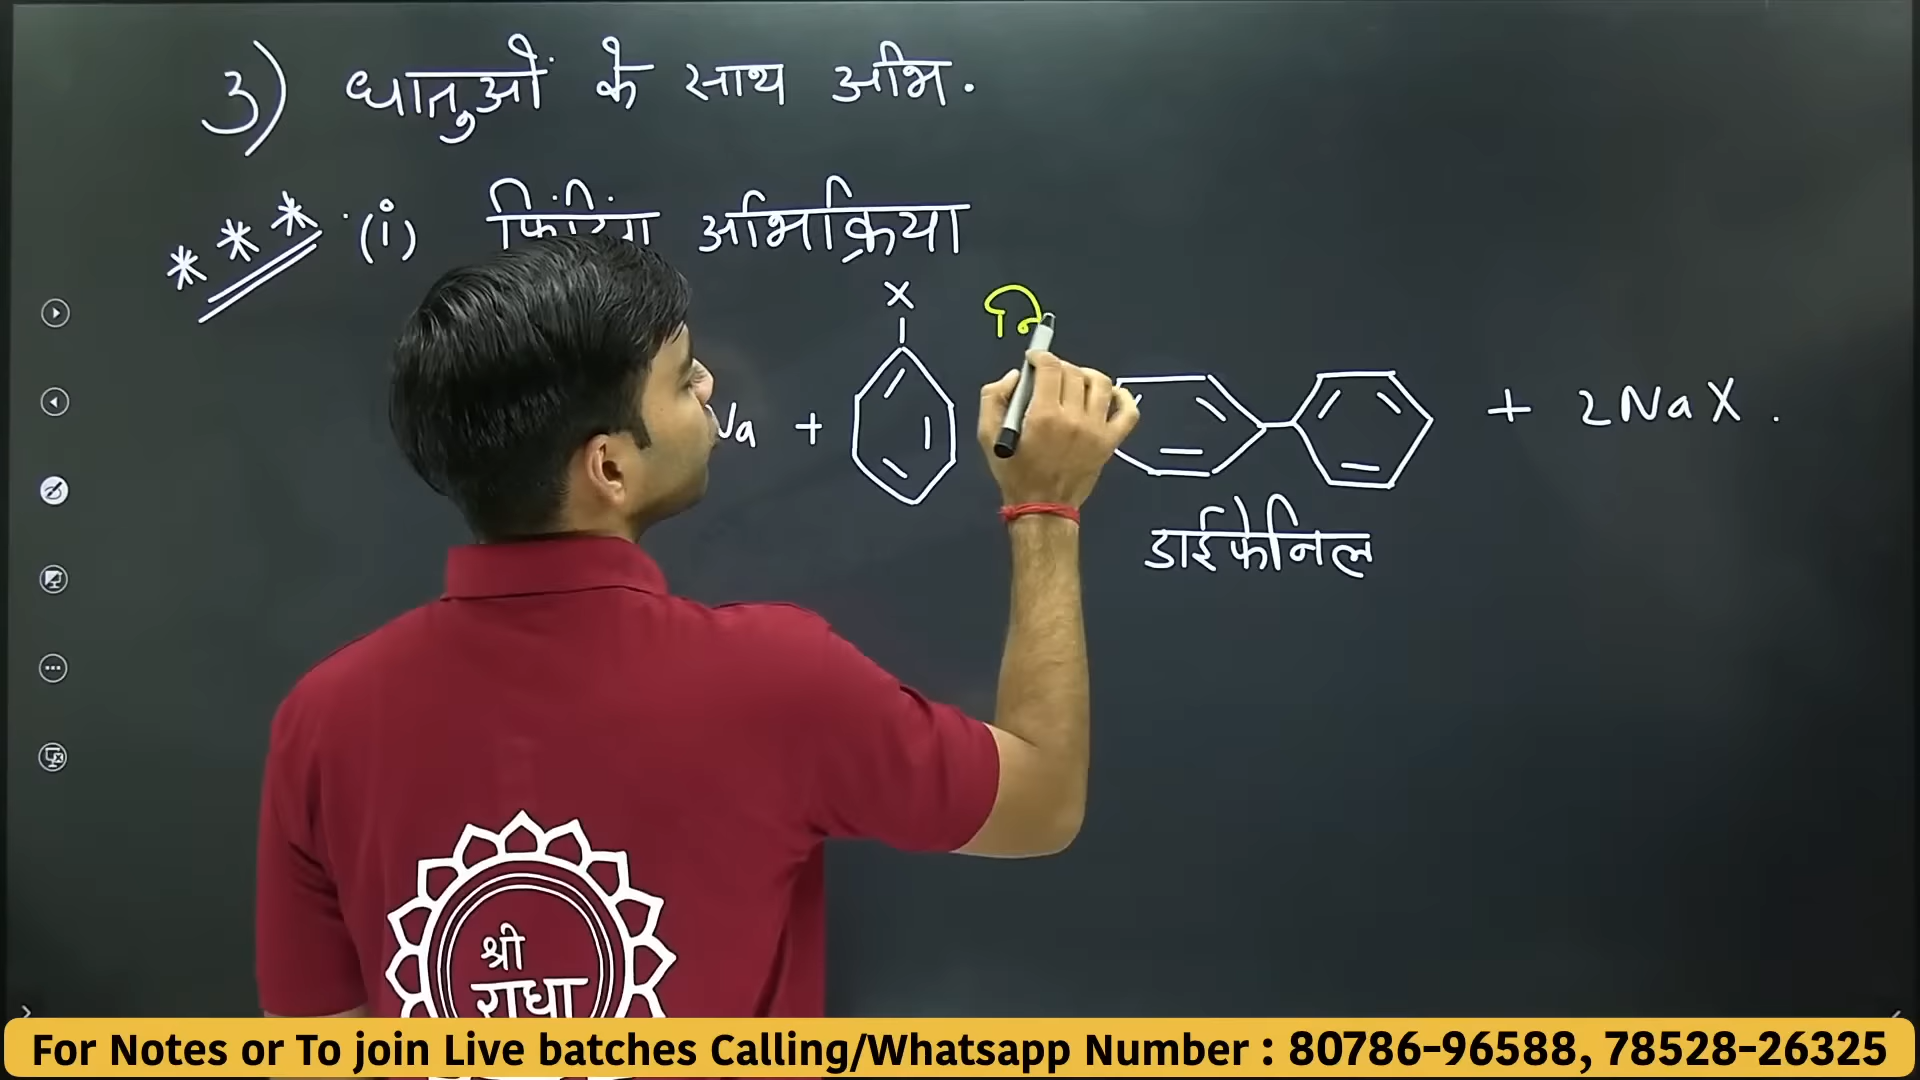 3) धातुओं के साथ अभि.
*** (i) फिटिंग अभिक्रिया
X
नि
Na + + 2NaX.
डाईफेनिल
श्री
राधा
For Notes or To join Live batches Calling/Whatsapp Number : 80786-96588, 78528-26325